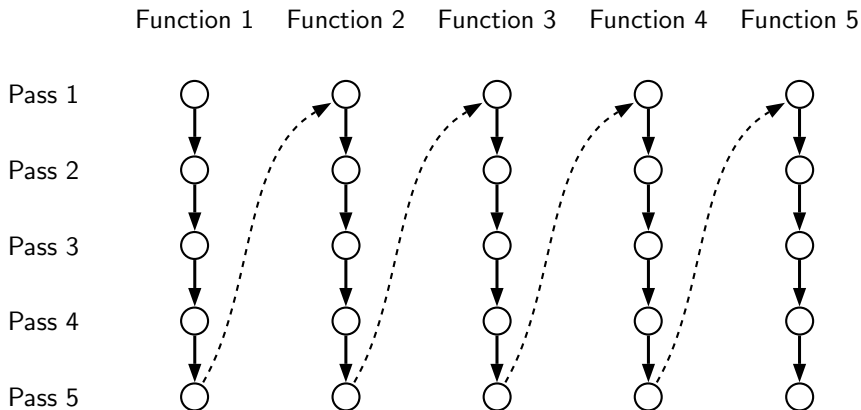 Function 1 Function 2 Function 3 Function 4 Function 5
Pass 1
Pass 2
Pass 3
Pass 4
Pass 5